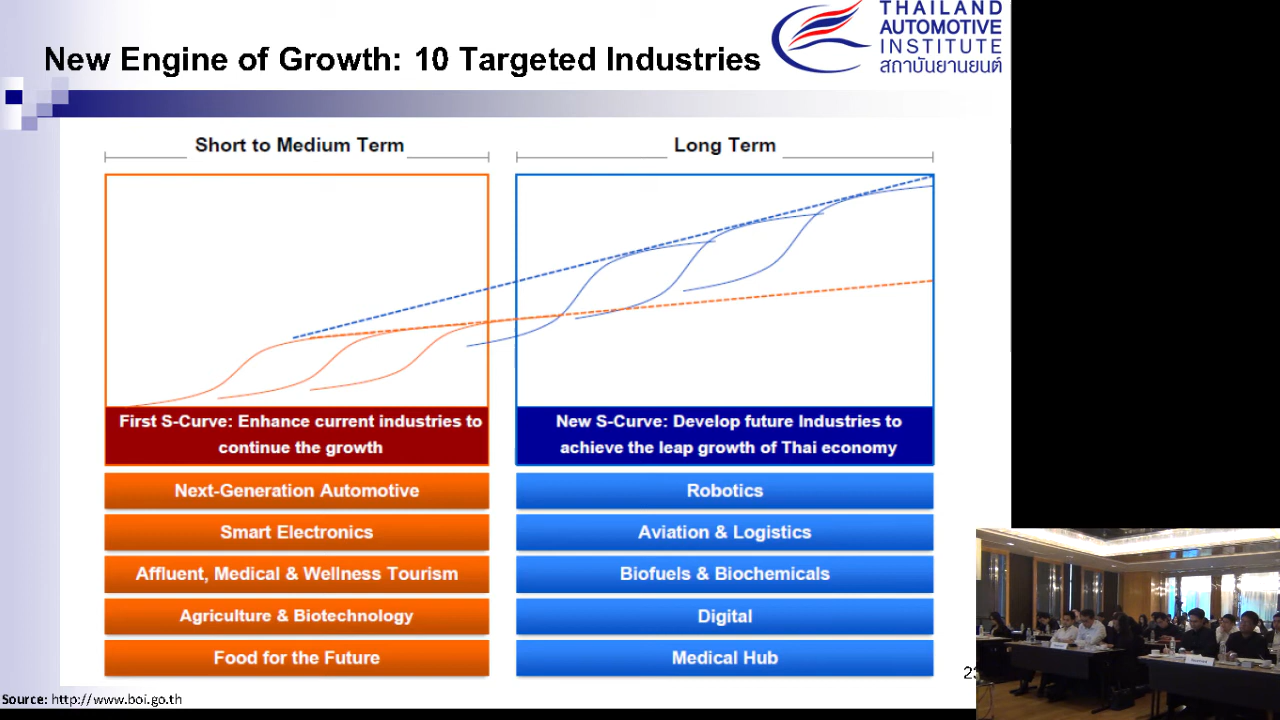 New Engine of Growth: 10 Targeted Industries
THAILAND
AUTOMOTIVE
INSTITUTE
สถาบันยานยนต์
Short to Medium Term
Long Term
First S-Curve: Enhance current industries to
continue the growth
New S-Curve: Develop future Industries to
achieve the leap growth of Thai economy
Next-Generation Automotive
Smart Electronics
Affluent, Medical & Wellness Tourism
Agriculture & Biotechnology
Food for the Future
Robotics
Aviation & Logistics
Biofuels & Biochemicals
Digital
Medical Hub
Source: http://www.boi.go.th